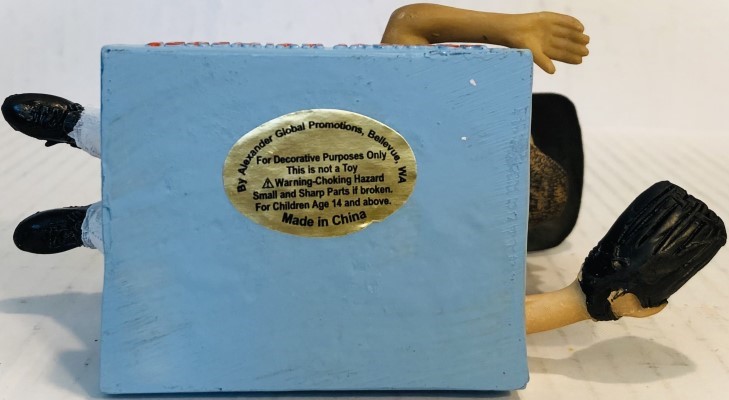 By Alexander Global Promotions, Bellevue, WA
For Decorative Purposes Only
This is not a Toy
⚠Warning-Choking Hazard
Small and Sharp Parts if broken.
For Children Age 14 and above.
Made in China